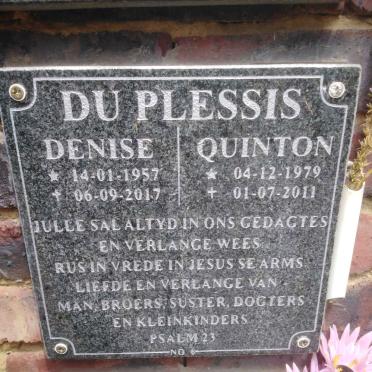 DU PLESSIS
DENISE
★ 14-01-1957
✝ 06-09-2017
QUINTON
★ 04-12-1979
✝ 01-07-2011
JULLE SAL ALTYD IN ONS GEDAGTES
EN VERLANGE WEES
RUS IN VREDE IN JESUS SE ARMS
LIEFDE EN VERLANGE VAN
MAN, BROERS, SUSTER, DOGTERS
EN KLEINKINDERS
PSALM 23